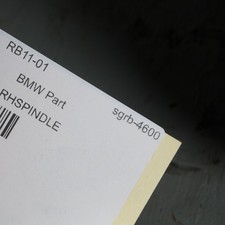 RB11-01
BMW Part
sgrb-4600
RHSPINDLE